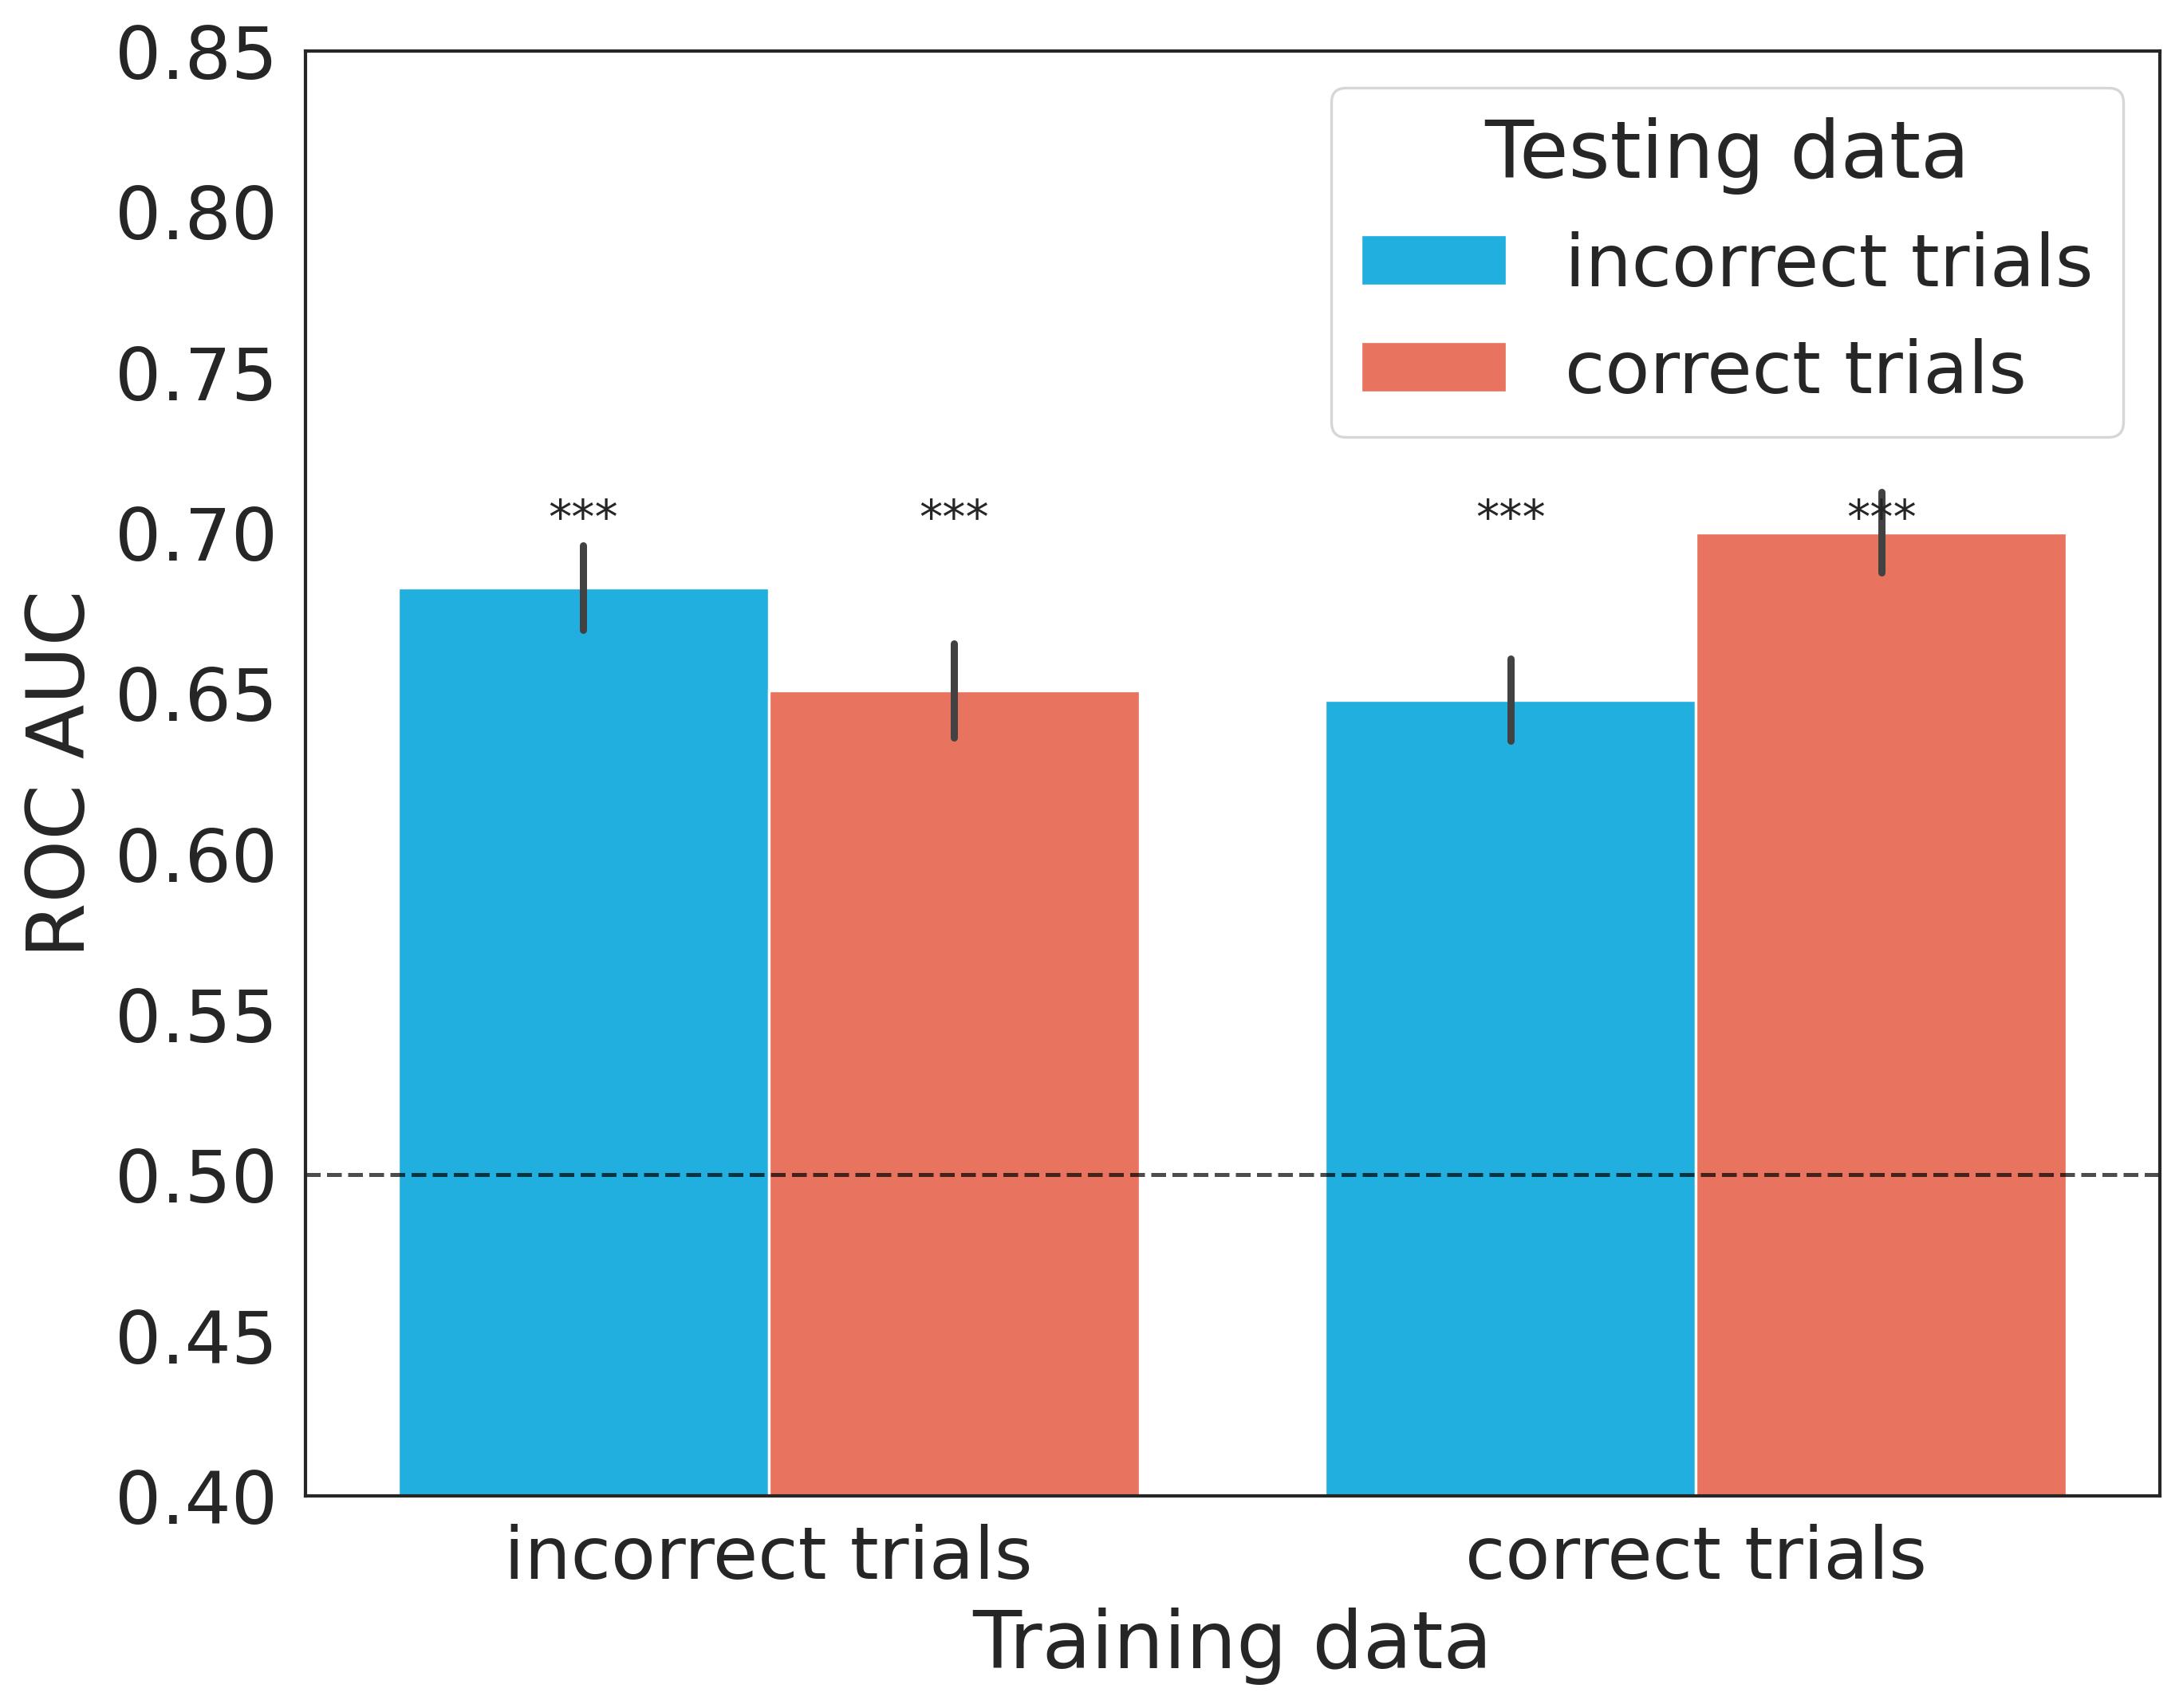 0.85
0.80
0.75
0.70
0.65
0.60
0.55
0.50
0.45
0.40
ROC AUC
Testing data
incorrect trials
correct trials
*** *** *** ***
incorrect trials correct trials
Training data